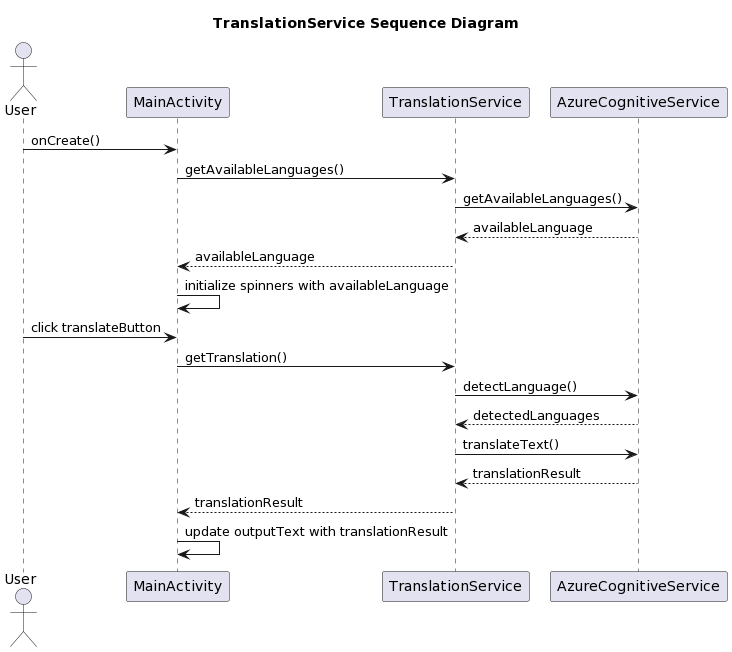 TranslationService Sequence Diagram
User
MainActivity
TranslationService
AzureCognitiveService
onCreate()
getAvailableLanguages()
getAvailableLanguages()
availableLanguage
availableLanguage
initialize spinners with availableLanguage
click translateButton
getTranslation()
detectLanguage()
detectedLanguages
translateText()
translationResult
translationResult
update outputText with translationResult
User
MainActivity
TranslationService
AzureCognitiveService